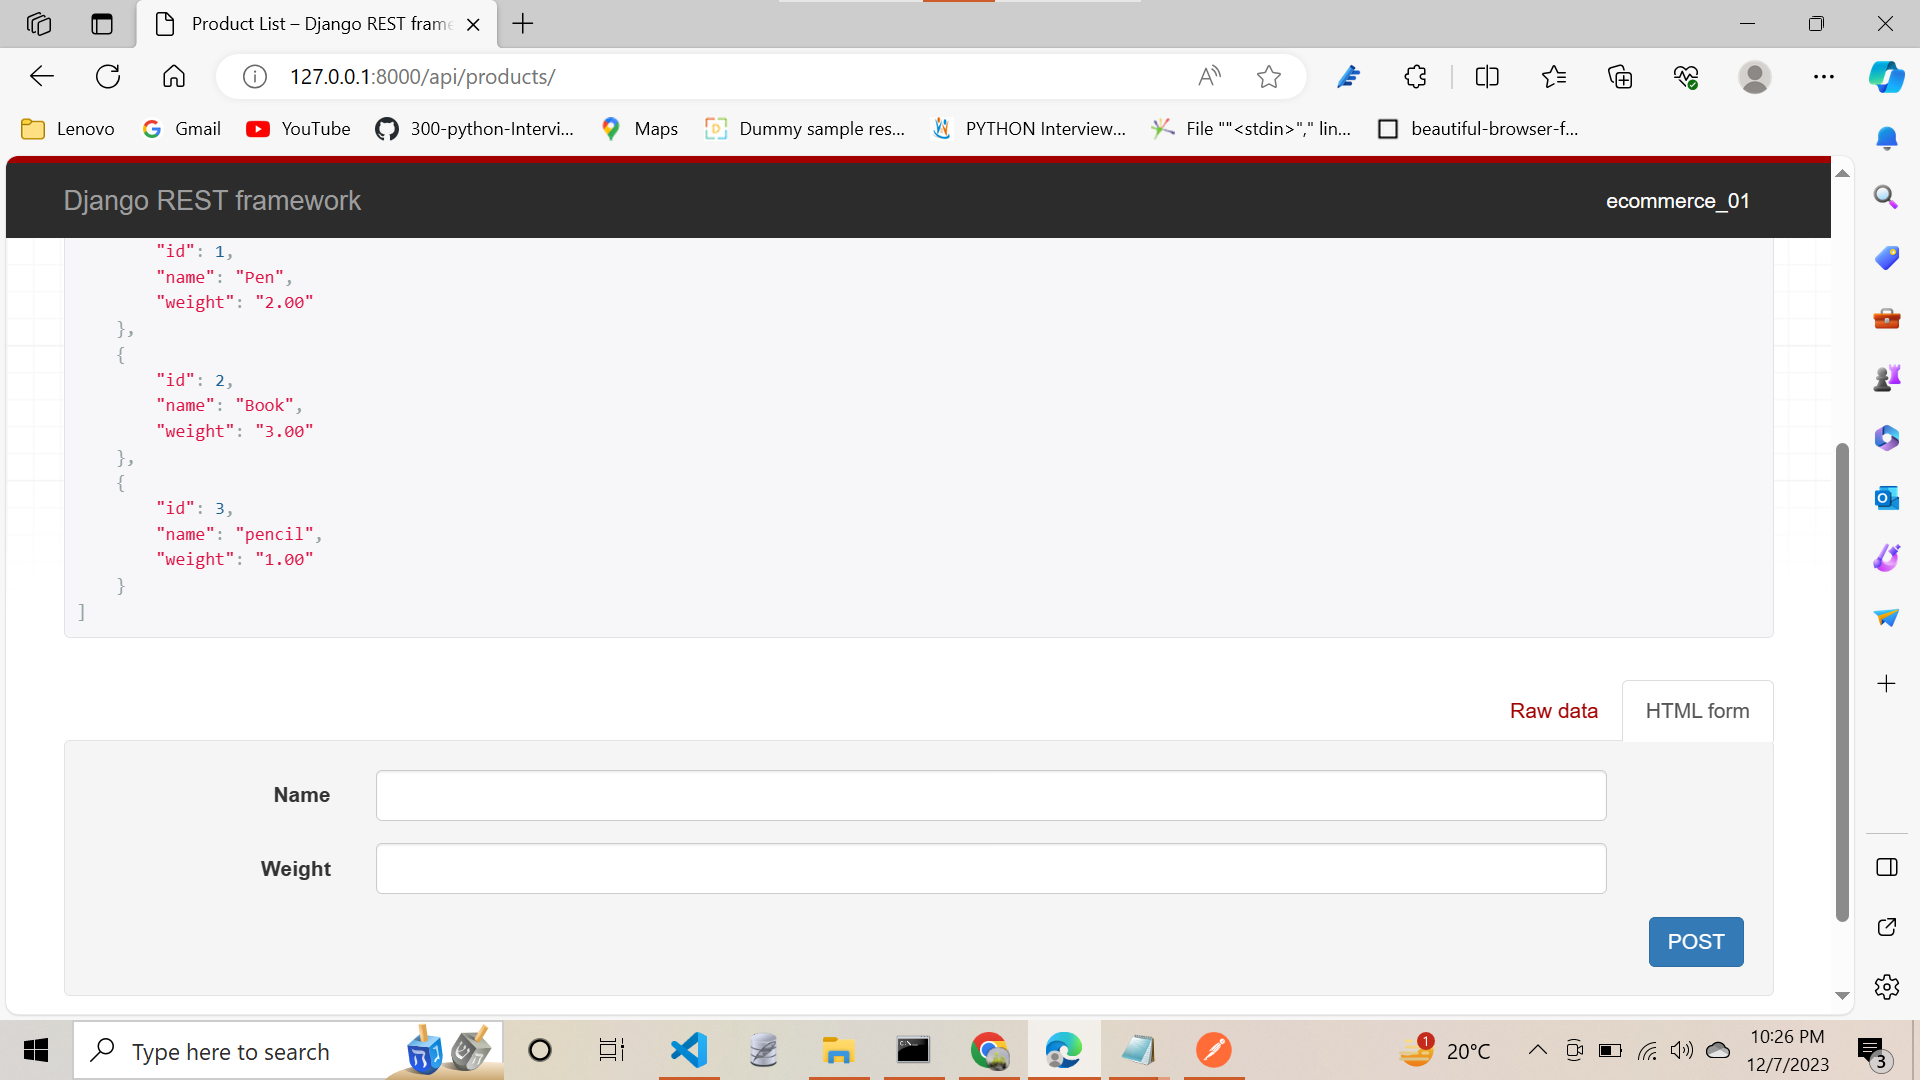 Product List – Django REST frame
127.0.0.1:8000/api/products/
Lenovo
Gmail
YouTube
300-python-Intervi...
Maps
Dummy sample res...
PYTHON Interview...
File ""<stdin>"," lin...
beautiful-browser-f...
Django REST framework
ecommerce_01
"id": 1,
"name": "Pen",
"weight": "2.00"
},
{
"id": 2,
"name": "Book",
"weight": "3.00"
},
{
"id": 3,
"name": "pencil",
"weight": "1.00"
}
]
Raw data
HTML form
Name
Weight
POST
Type here to search
1
20°C
10:26 PM
12/7/2023
3